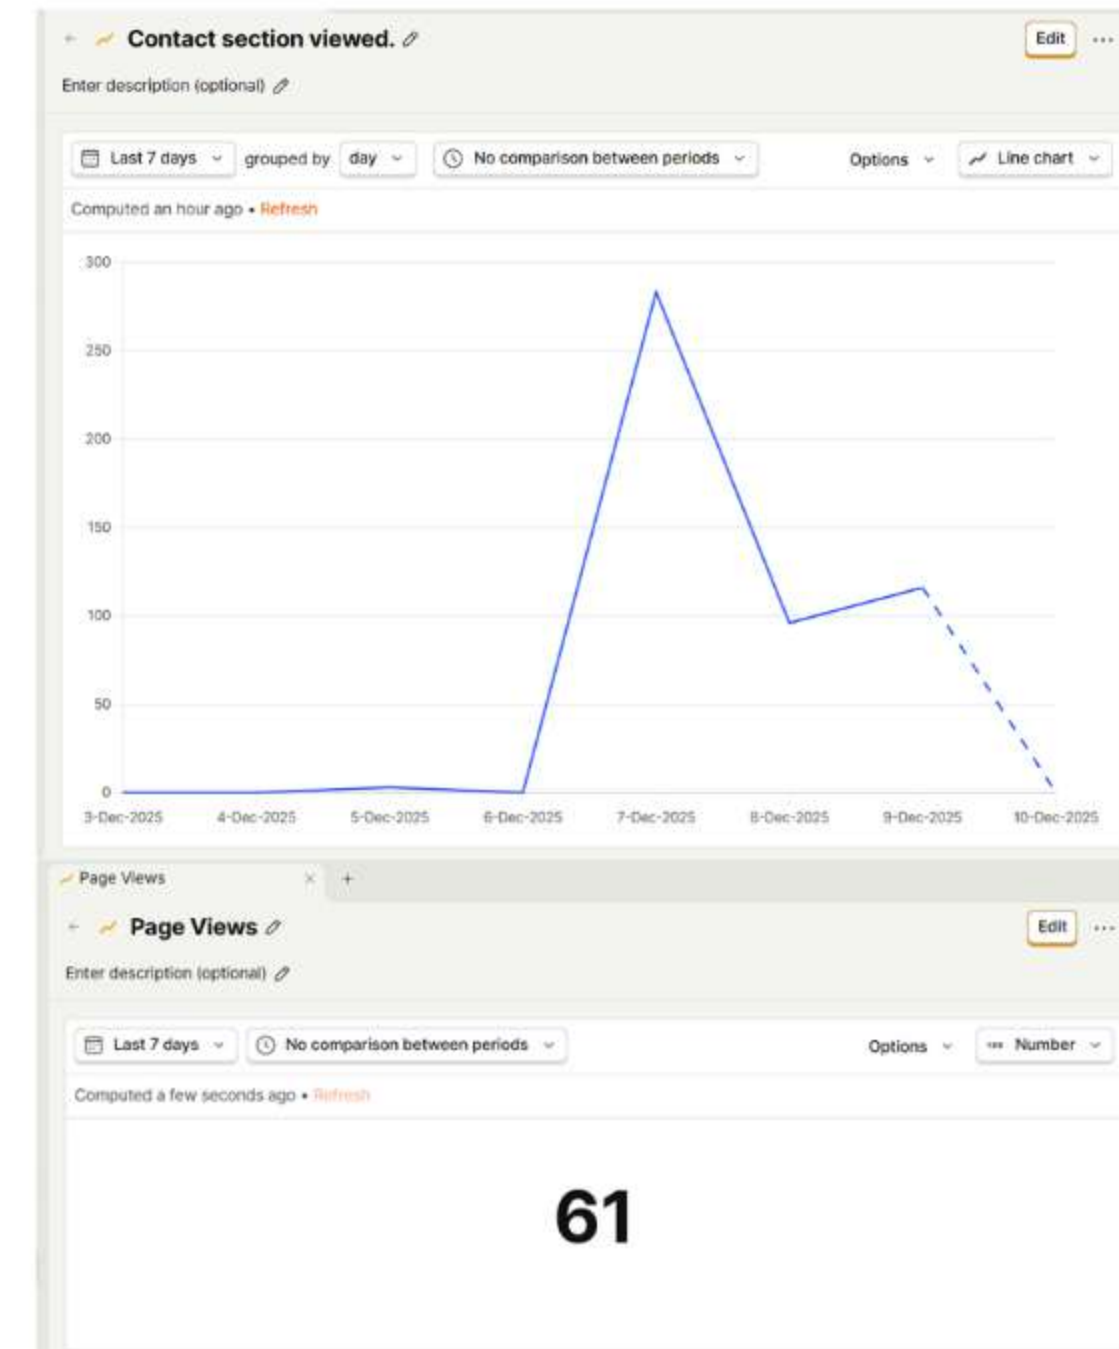 Contact section viewed.
Edit
Enter description (optional)
Last 7 days grouped by day No comparison between periods Options Line chart
Computed an hour ago • Refresh
300
250
200
150
100
50
0
3-Dec-2025 4-Dec-2025 5-Dec-2025 6-Dec-2025 7-Dec-2025 8-Dec-2025 9-Dec-2025 10-Dec-2025
Page Views × +
Page Views
Edit
Enter description (optional)
Last 7 days No comparison between periods Options Number
Computed a few seconds ago • Refresh
61